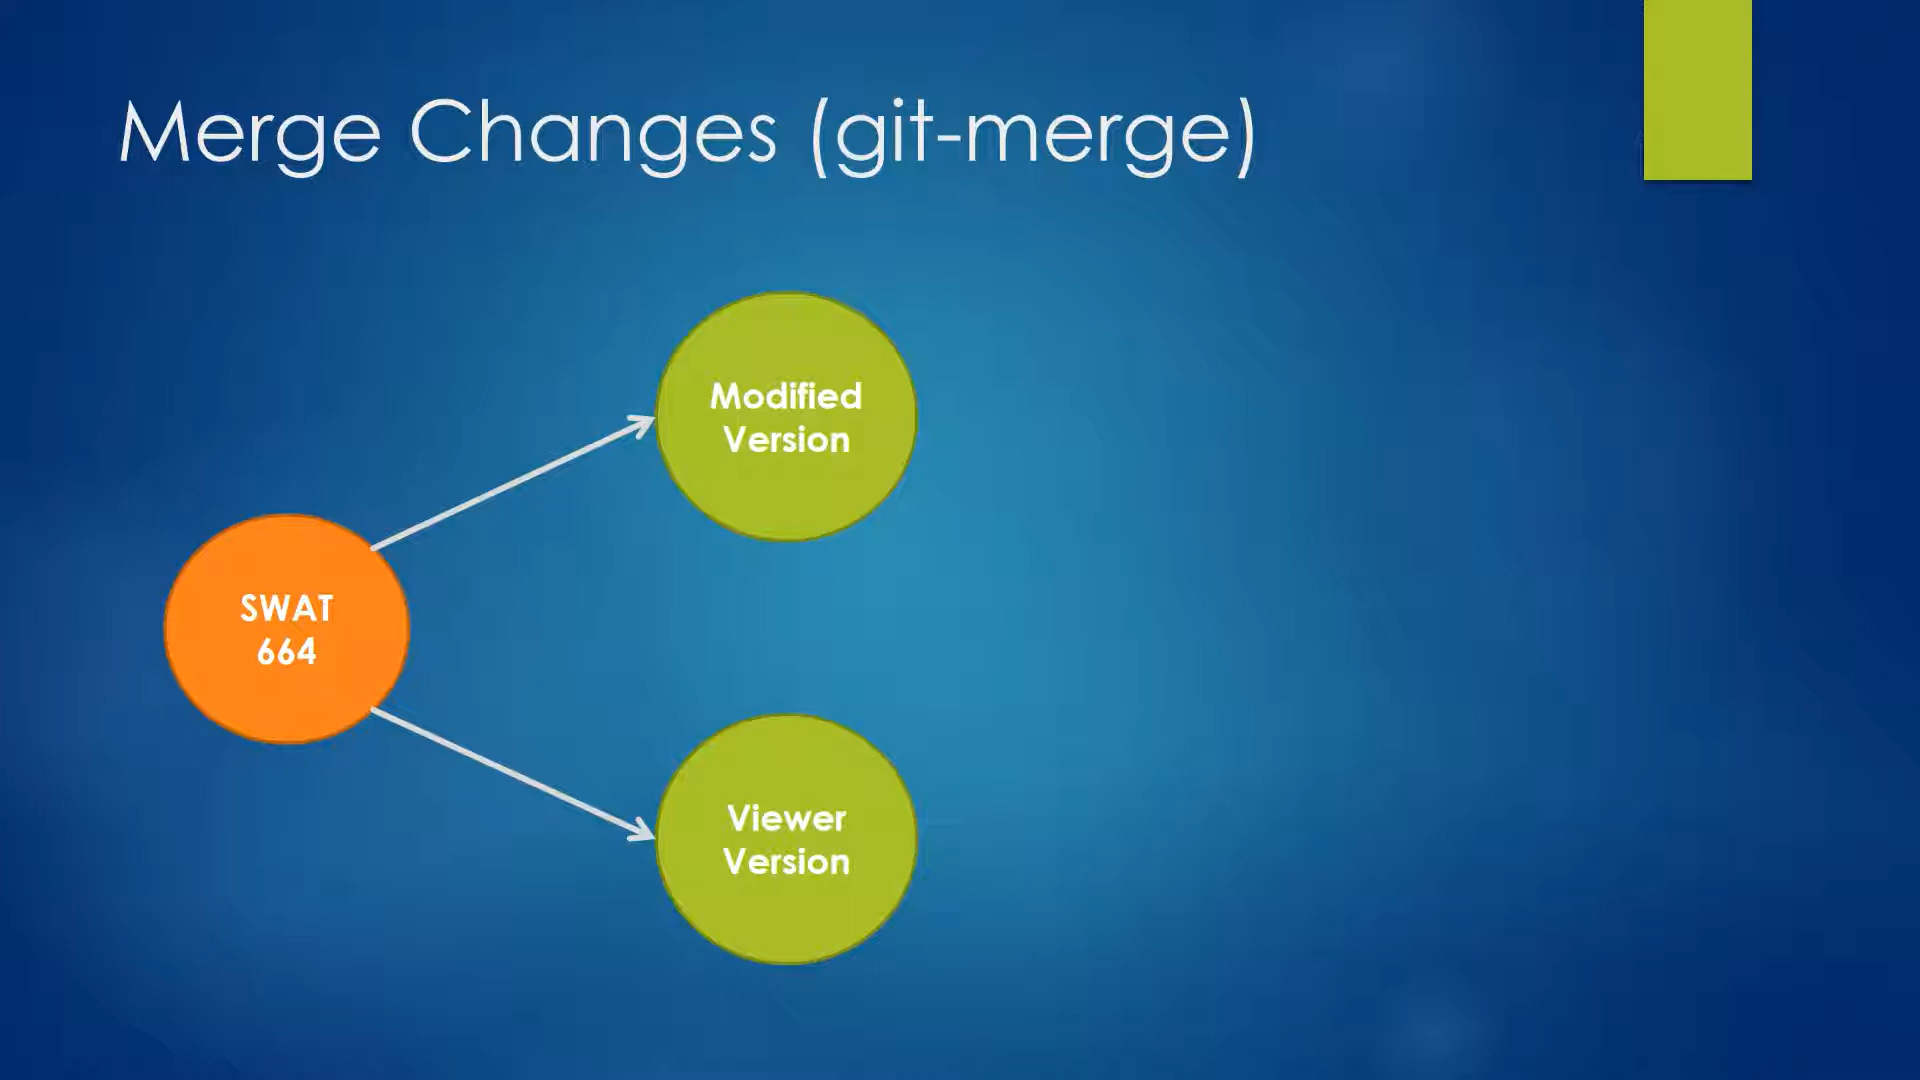 Merge Changes (git-merge)
Modified
Version
SWAT
664
Viewer
Version